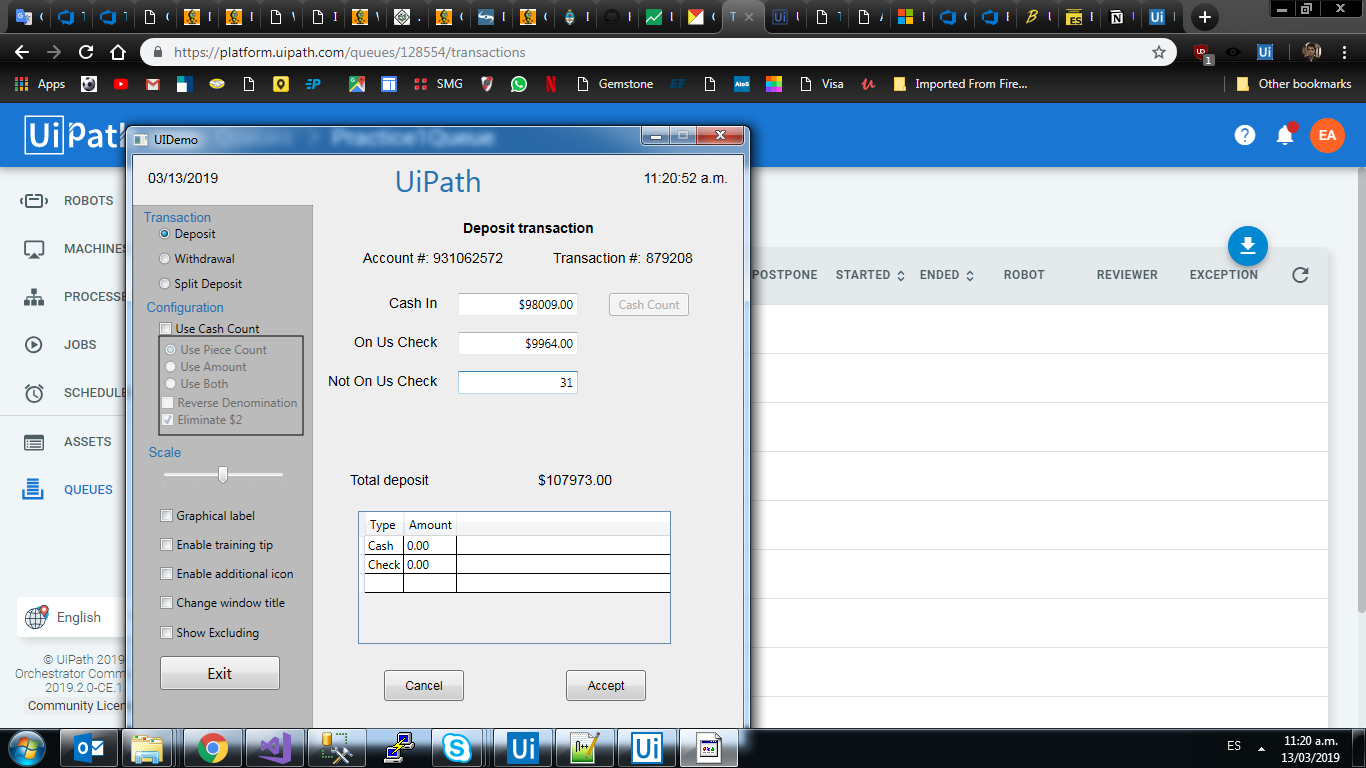 https://platform.uipath.com/queues/128554/transactions
Apps
SMG
Gemstone
EF
AtoS
Visa
Imported From Fire...
Other bookmarks
UiPath
Practice1Queue
EA
UIDemo
03/13/2019
UiPath
11:20:52 a.m.
ROBOTS
MACHINES
PROCESSE
JOBS
SCHEDULE
ASSETS
QUEUES
Transaction
Deposit
Withdrawal
Split Deposit
Configuration
Use Cash Count
Use Piece Count
Use Amount
Use Both
Reverse Denomination
Eliminate $2
Scale
Graphical label
Enable training tip
Enable additional icon
Change window title
Show Excluding
Exit
Deposit transaction
Account #: 931062572 Transaction #: 879208
Cash In $98009.00 Cash Count
On Us Check $9964.00
Not On Us Check 31
Total deposit $107973.00
Type Amount
Cash 0.00
Check 0.00
Cancel Accept
POSTPONE STARTED ENDED ROBOT REVIEWER EXCEPTION
English
© UiPath 2019
Orchestrator Comm
2019.2.0-CE.1
Community Licen
ES
11:20 a.m.
13/03/2019